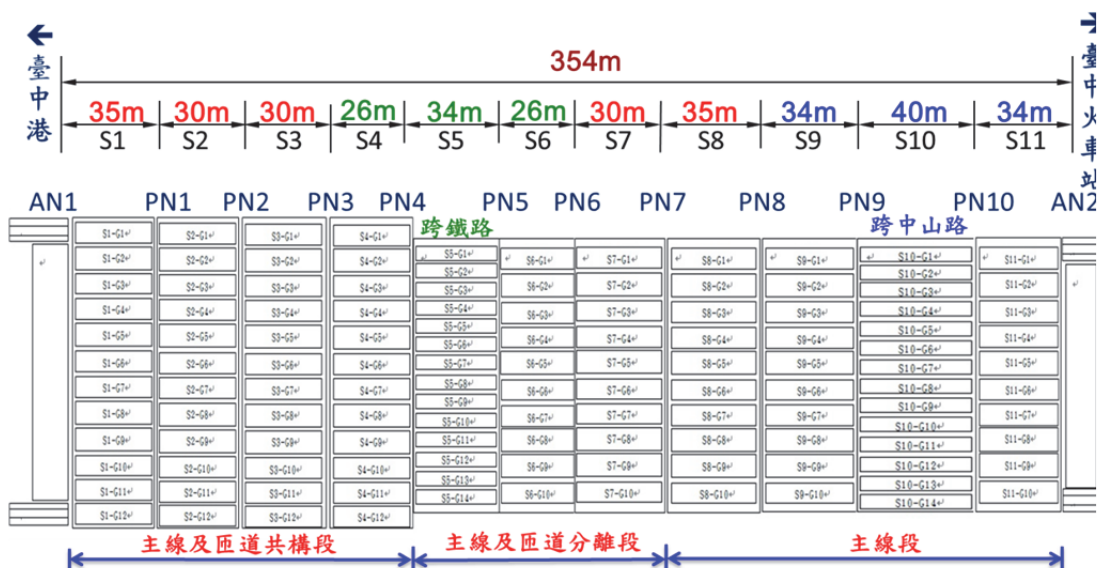 ← →
臺中港
臺中火車站
354m
35m 30m 30m 26m 34m 26m 30m 35m 34m 40m 34m
S1 S2 S3 S4 S5 S6 S7 S8 S9 S10 S11
AN1 PN1 PN2 PN3 PN4 PN5 PN6 PN7 PN8 PN9 PN10 AN2
跨鐵路 跨中山路
S1-G1 S2-G1 S3-G1 S4-G1 S5-G1 S6-G1 S7-G1 S8-G1 S9-G1 S10-G1 S11-G1
S1-G2 S2-G2 S3-G2 S4-G2 S5-G2 S6-G2 S7-G2 S8-G2 S9-G2 S10-G2 S11-G2
S1-G3 S2-G3 S3-G3 S4-G3 S5-G3 S6-G3 S7-G3 S8-G3 S9-G3 S10-G3 S11-G3
S1-G4 S2-G4 S3-G4 S4-G4 S5-G4 S6-G4 S7-G4 S8-G4 S9-G4 S10-G4 S11-G4
S1-G5 S2-G5 S3-G5 S4-G5 S5-G5 S6-G5 S7-G5 S8-G5 S9-G5 S10-G5 S11-G5
S1-G6 S2-G6 S3-G6 S4-G6 S5-G6 S6-G6 S7-G6 S8-G6 S9-G6 S10-G6 S11-G6
S1-G7 S2-G7 S3-G7 S4-G7 S5-G7 S6-G7 S7-G7 S8-G7 S9-G7 S10-G7 S11-G7
S1-G8 S2-G8 S3-G8 S4-G8 S5-G8 S6-G8 S7-G8 S8-G8 S9-G8 S10-G8 S11-G8
S1-G9 S2-G9 S3-G9 S4-G9 S5-G9 S6-G9 S7-G9 S8-G9 S9-G9 S10-G9 S11-G9
S1-G10 S2-G10 S3-G10 S4-G10 S5-G10 S6-G10 S7-G10 S8-G10 S9-G10 S10-G10 S11-G10
S1-G11 S2-G11 S3-G11 S4-G11 S5-G11 S10-G11
S1-G12 S2-G12 S3-G12 S4-G12 S5-G12 S10-G12
S5-G13 S10-G13
S5-G14 S10-G14
主線及匝道共構段 主線及匝道分離段 主線段